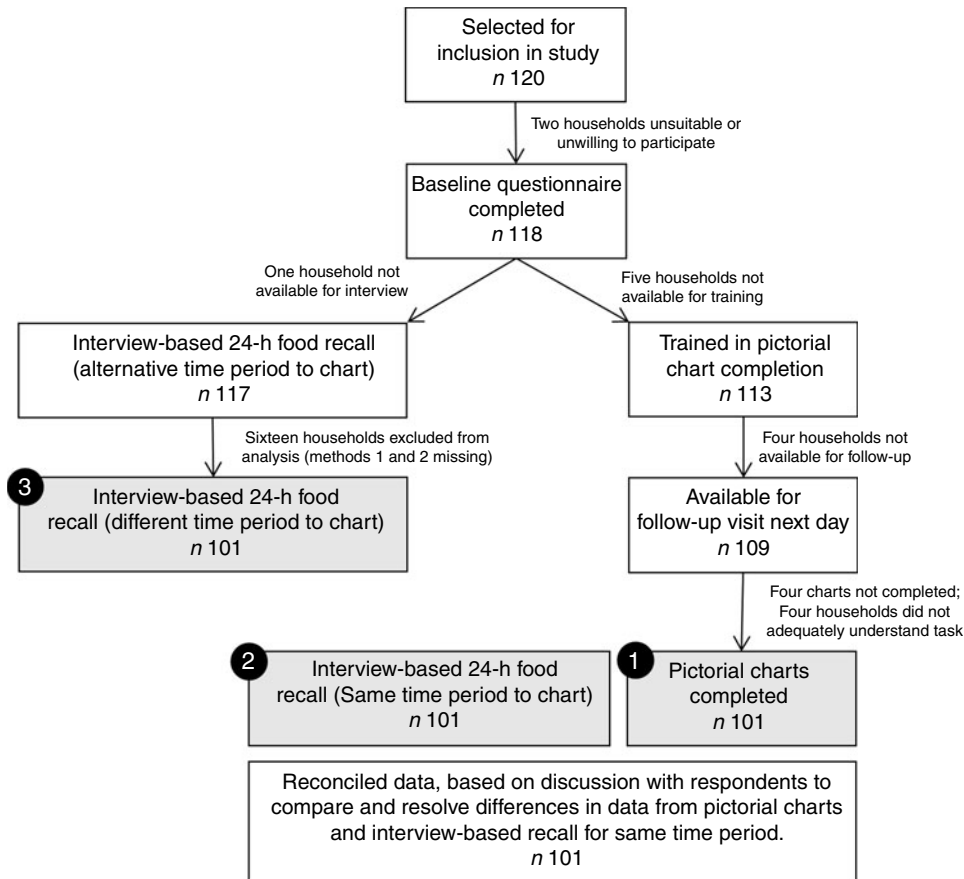 Selected for
inclusion in study
n 120
Two households unsuitable or
unwilling to participate
Baseline questionnaire
completed
n 118
One household not
available for interview
Five households not
available for training
Interview-based 24-h food recall
(alternative time period to chart)
n 117
Trained in pictorial
chart completion
n 113
Sixteen households excluded from
analysis (methods 1 and 2 missing)
Four households not
available for follow-up
3
Interview-based 24-h food
recall (different time period to chart)
n 101
Available for
follow-up visit next day
n 109
Four charts not completed;
Four households did not
adequately understand task
2
Interview-based 24-h food
recall (Same time period to chart)
n 101
1
Pictorial charts
completed
n 101
Reconciled data, based on discussion with respondents to
compare and resolve differences in data from pictorial charts
and interview-based recall for same time period.
n 101